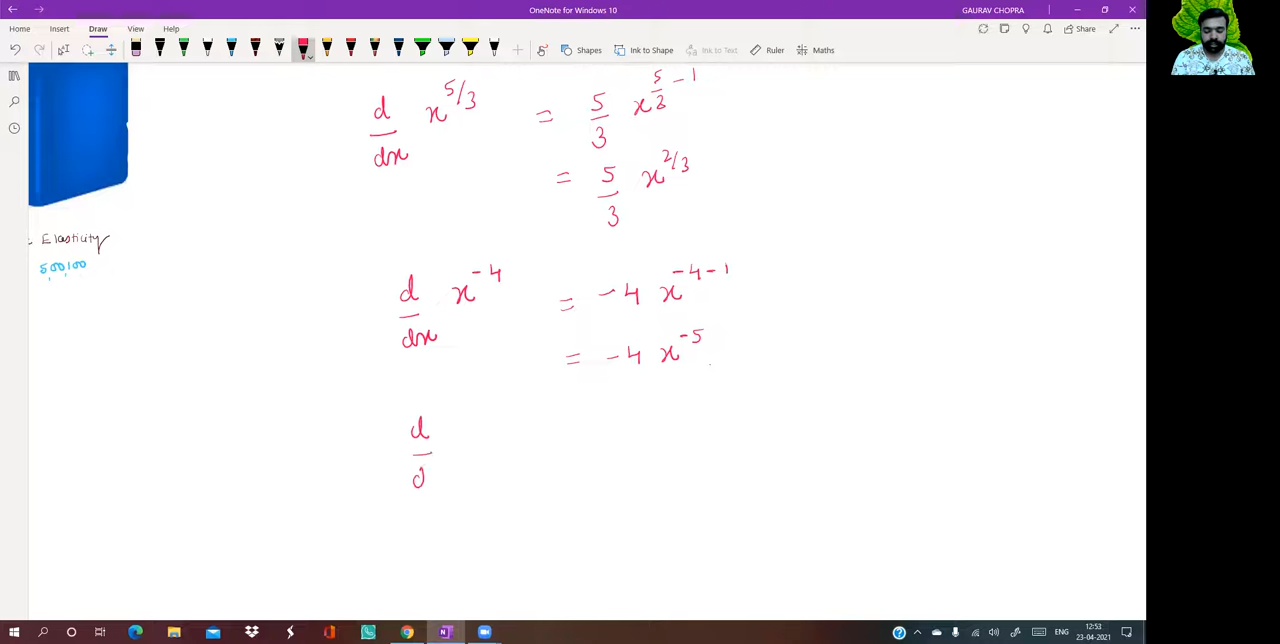 OneNote for Windows 10
GAURAV CHOPRA
Home Insert Draw View Help
Share
Shapes Ink to Shape Ink to Text Ruler Maths
d/dx x^5/3 = 5/3 x^5/3 - 1
= 5/3 x^2/3
Elasticity
500,100
d/dx x^-4 = -4 x^-4-1
= -4 x^-5
d
ENG
12:53
23-04-2021